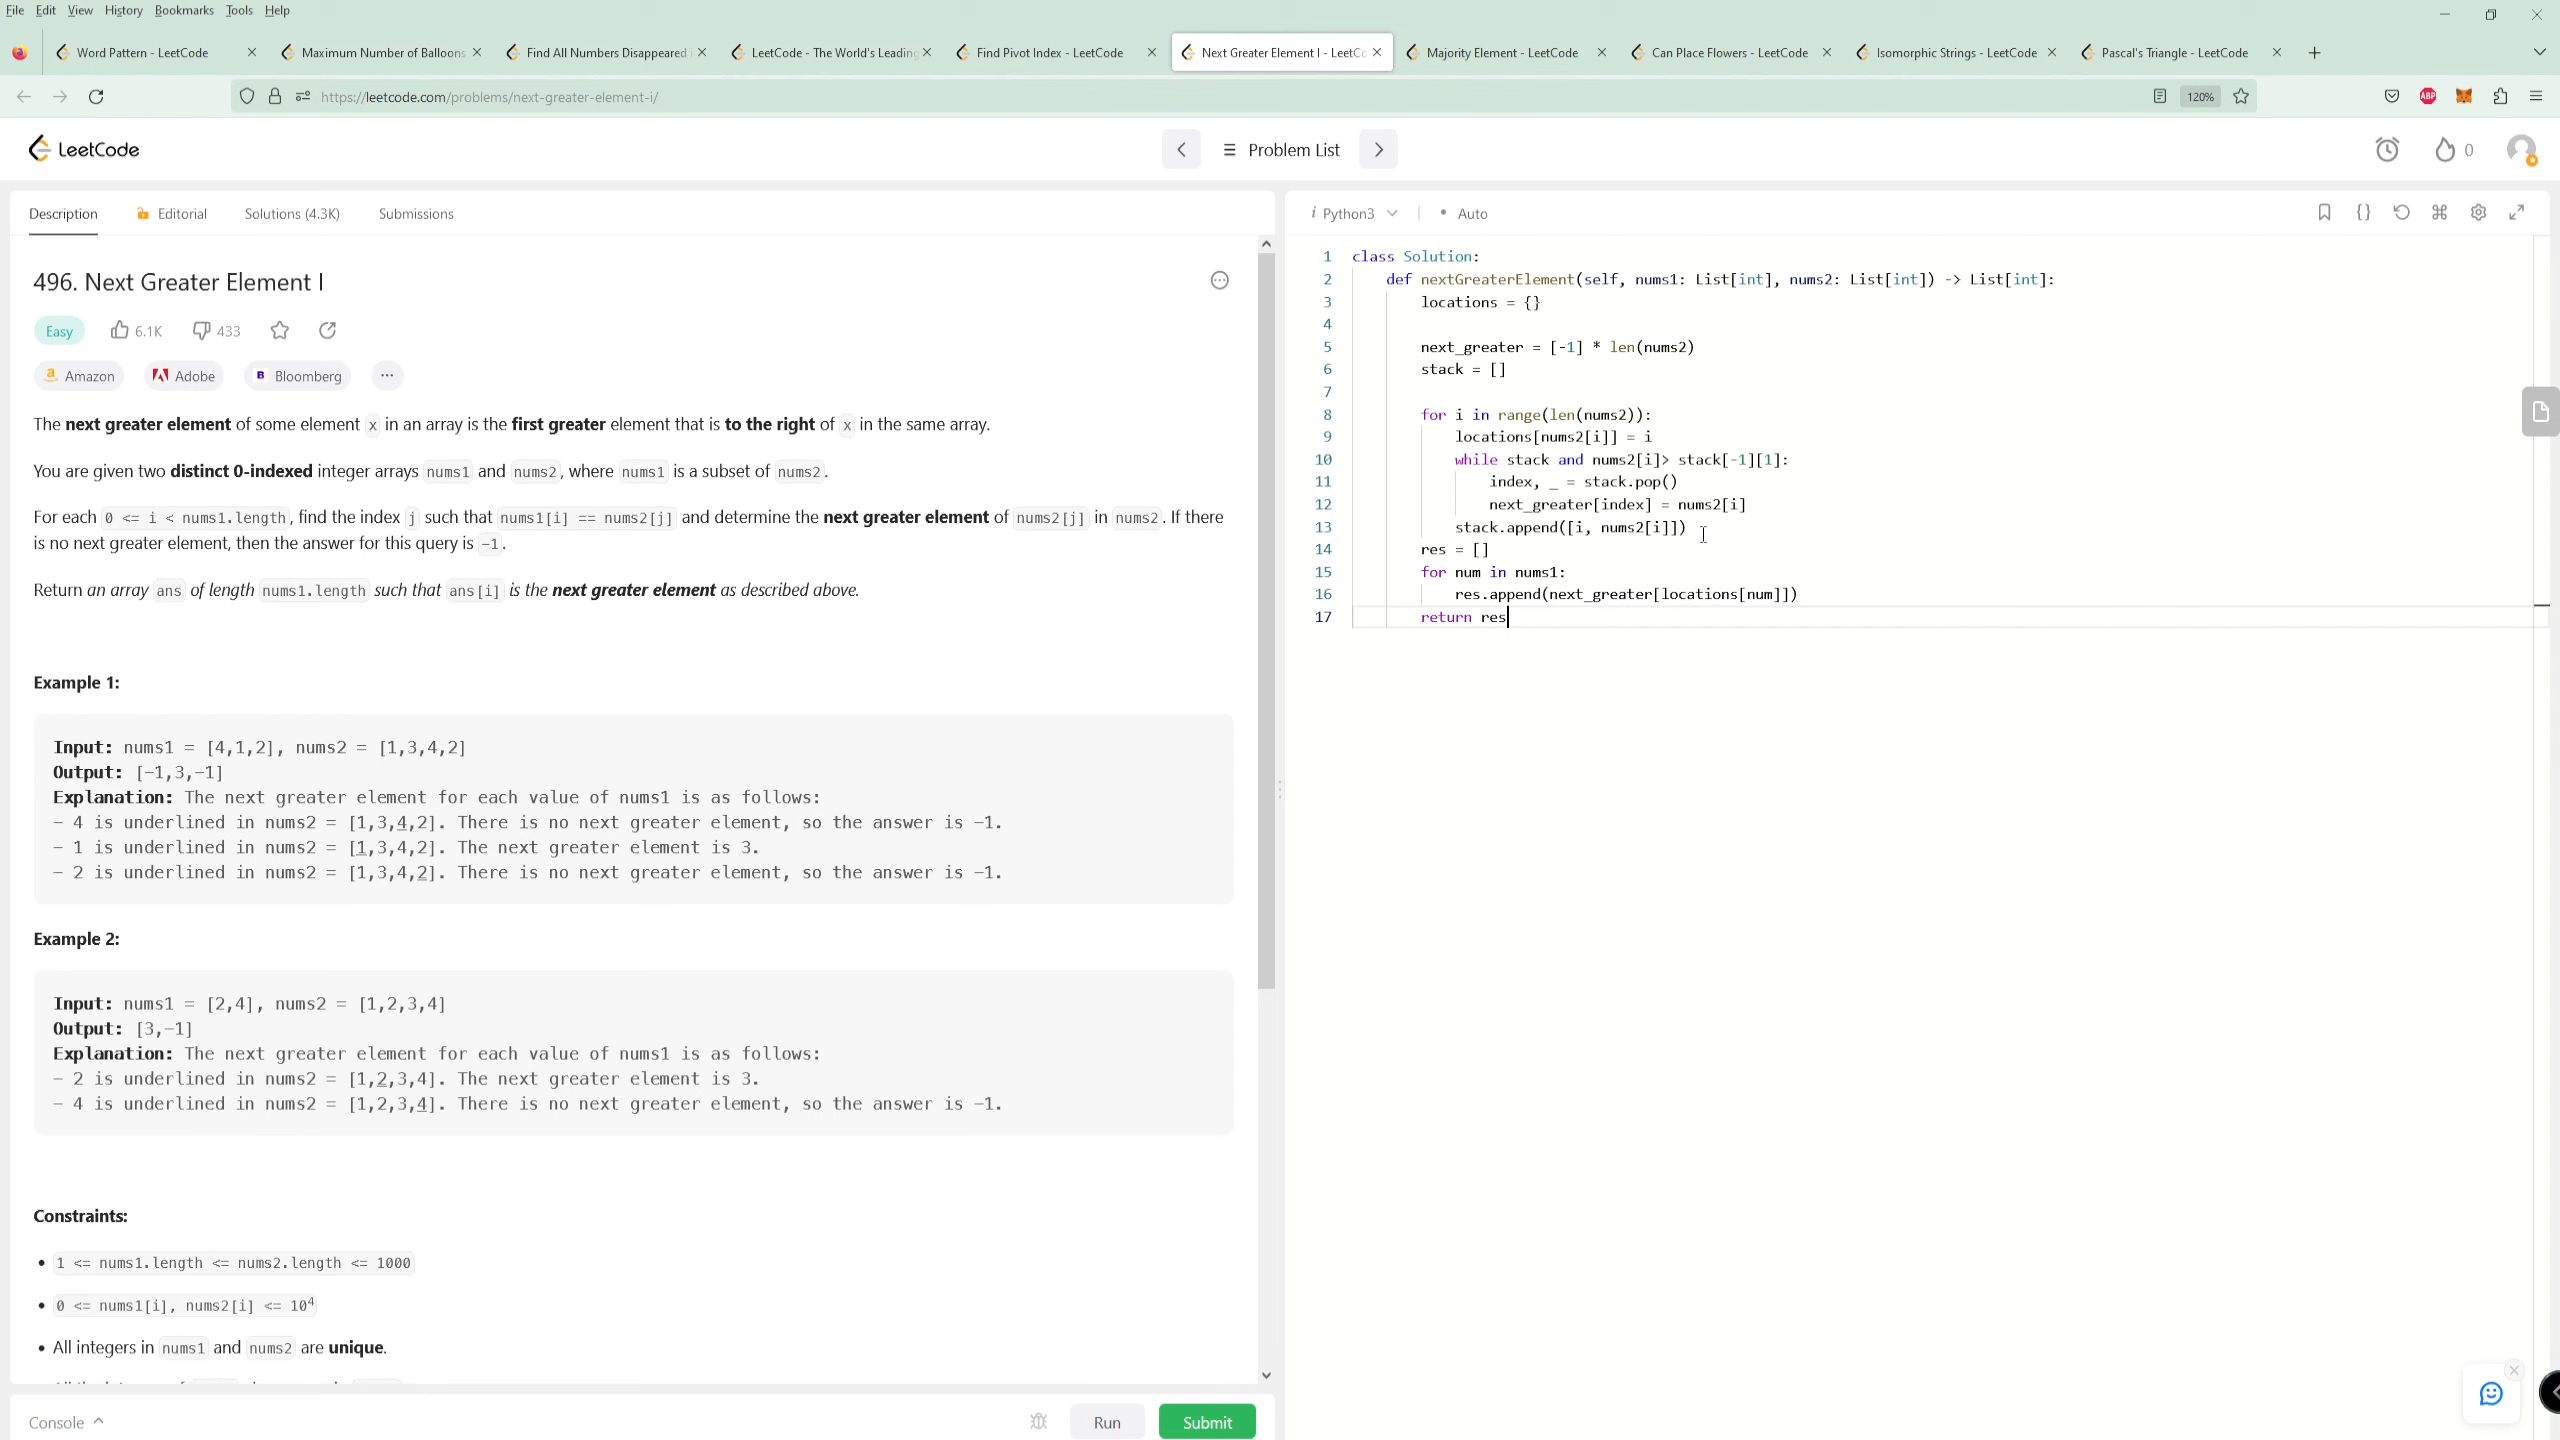 File Edit View History Bookmarks Tools Help
Word Pattern - LeetCode
Maximum Number of Balloons
Find All Numbers Disappeared i
LeetCode - The World's Leading
Find Pivot Index - LeetCode
Next Greater Element I - LeetCo
Majority Element - LeetCode
Can Place Flowers - LeetCode
Isomorphic Strings - LeetCode
Pascal's Triangle - LeetCode
https://leetcode.com/problems/next-greater-element-i/
120%
ABP
LeetCode
Problem List
0
Description
Editorial
Solutions (4.3K)
Submissions
496. Next Greater Element I
Easy
6.1K
433
Amazon
Adobe
B Bloomberg
The next greater element of some element x in an array is the first greater element that is to the right of x in the same array.
You are given two distinct 0-indexed integer arrays nums1 and nums2, where nums1 is a subset of nums2.
For each 0 <= i < nums1.length, find the index j such that nums1[i] == nums2[j] and determine the next greater element of nums2[j] in nums2. If there
is no next greater element, then the answer for this query is -1.
Return an array ans of length nums1.length such that ans[i] is the next greater element as described above.
Example 1:
Input: nums1 = [4,1,2], nums2 = [1,3,4,2]
Output: [-1,3,-1]
Explanation: The next greater element for each value of nums1 is as follows:
- 4 is underlined in nums2 = [1,3,4,2]. There is no next greater element, so the answer is -1.
- 1 is underlined in nums2 = [1,3,4,2]. The next greater element is 3.
- 2 is underlined in nums2 = [1,3,4,2]. There is no next greater element, so the answer is -1.
Example 2:
Input: nums1 = [2,4], nums2 = [1,2,3,4]
Output: [3,-1]
Explanation: The next greater element for each value of nums1 is as follows:
- 2 is underlined in nums2 = [1,2,3,4]. The next greater element is 3.
- 4 is underlined in nums2 = [1,2,3,4]. There is no next greater element, so the answer is -1.
Constraints:
• 1 <= nums1.length <= nums2.length <= 1000
• 0 <= nums1[i], nums2[i] <= 10⁴
• All integers in nums1 and nums2 are unique.
Console
Run
Submit
i Python3
• Auto
1 class Solution:
2     def nextGreaterElement(self, nums1: List[int], nums2: List[int]) -> List[int]:
3         locations = {}
4
5         next_greater = [-1] * len(nums2)
6         stack = []
7
8         for i in range(len(nums2)):
9             locations[nums2[i]] = i
10             while stack and nums2[i]> stack[-1][1]:
11                 index, _ = stack.pop()
12                 next_greater[index] = nums2[i]
13             stack.append([i, nums2[i]])
14         res = []
15         for num in nums1:
16             res.append(next_greater[locations[num]])
17         return res